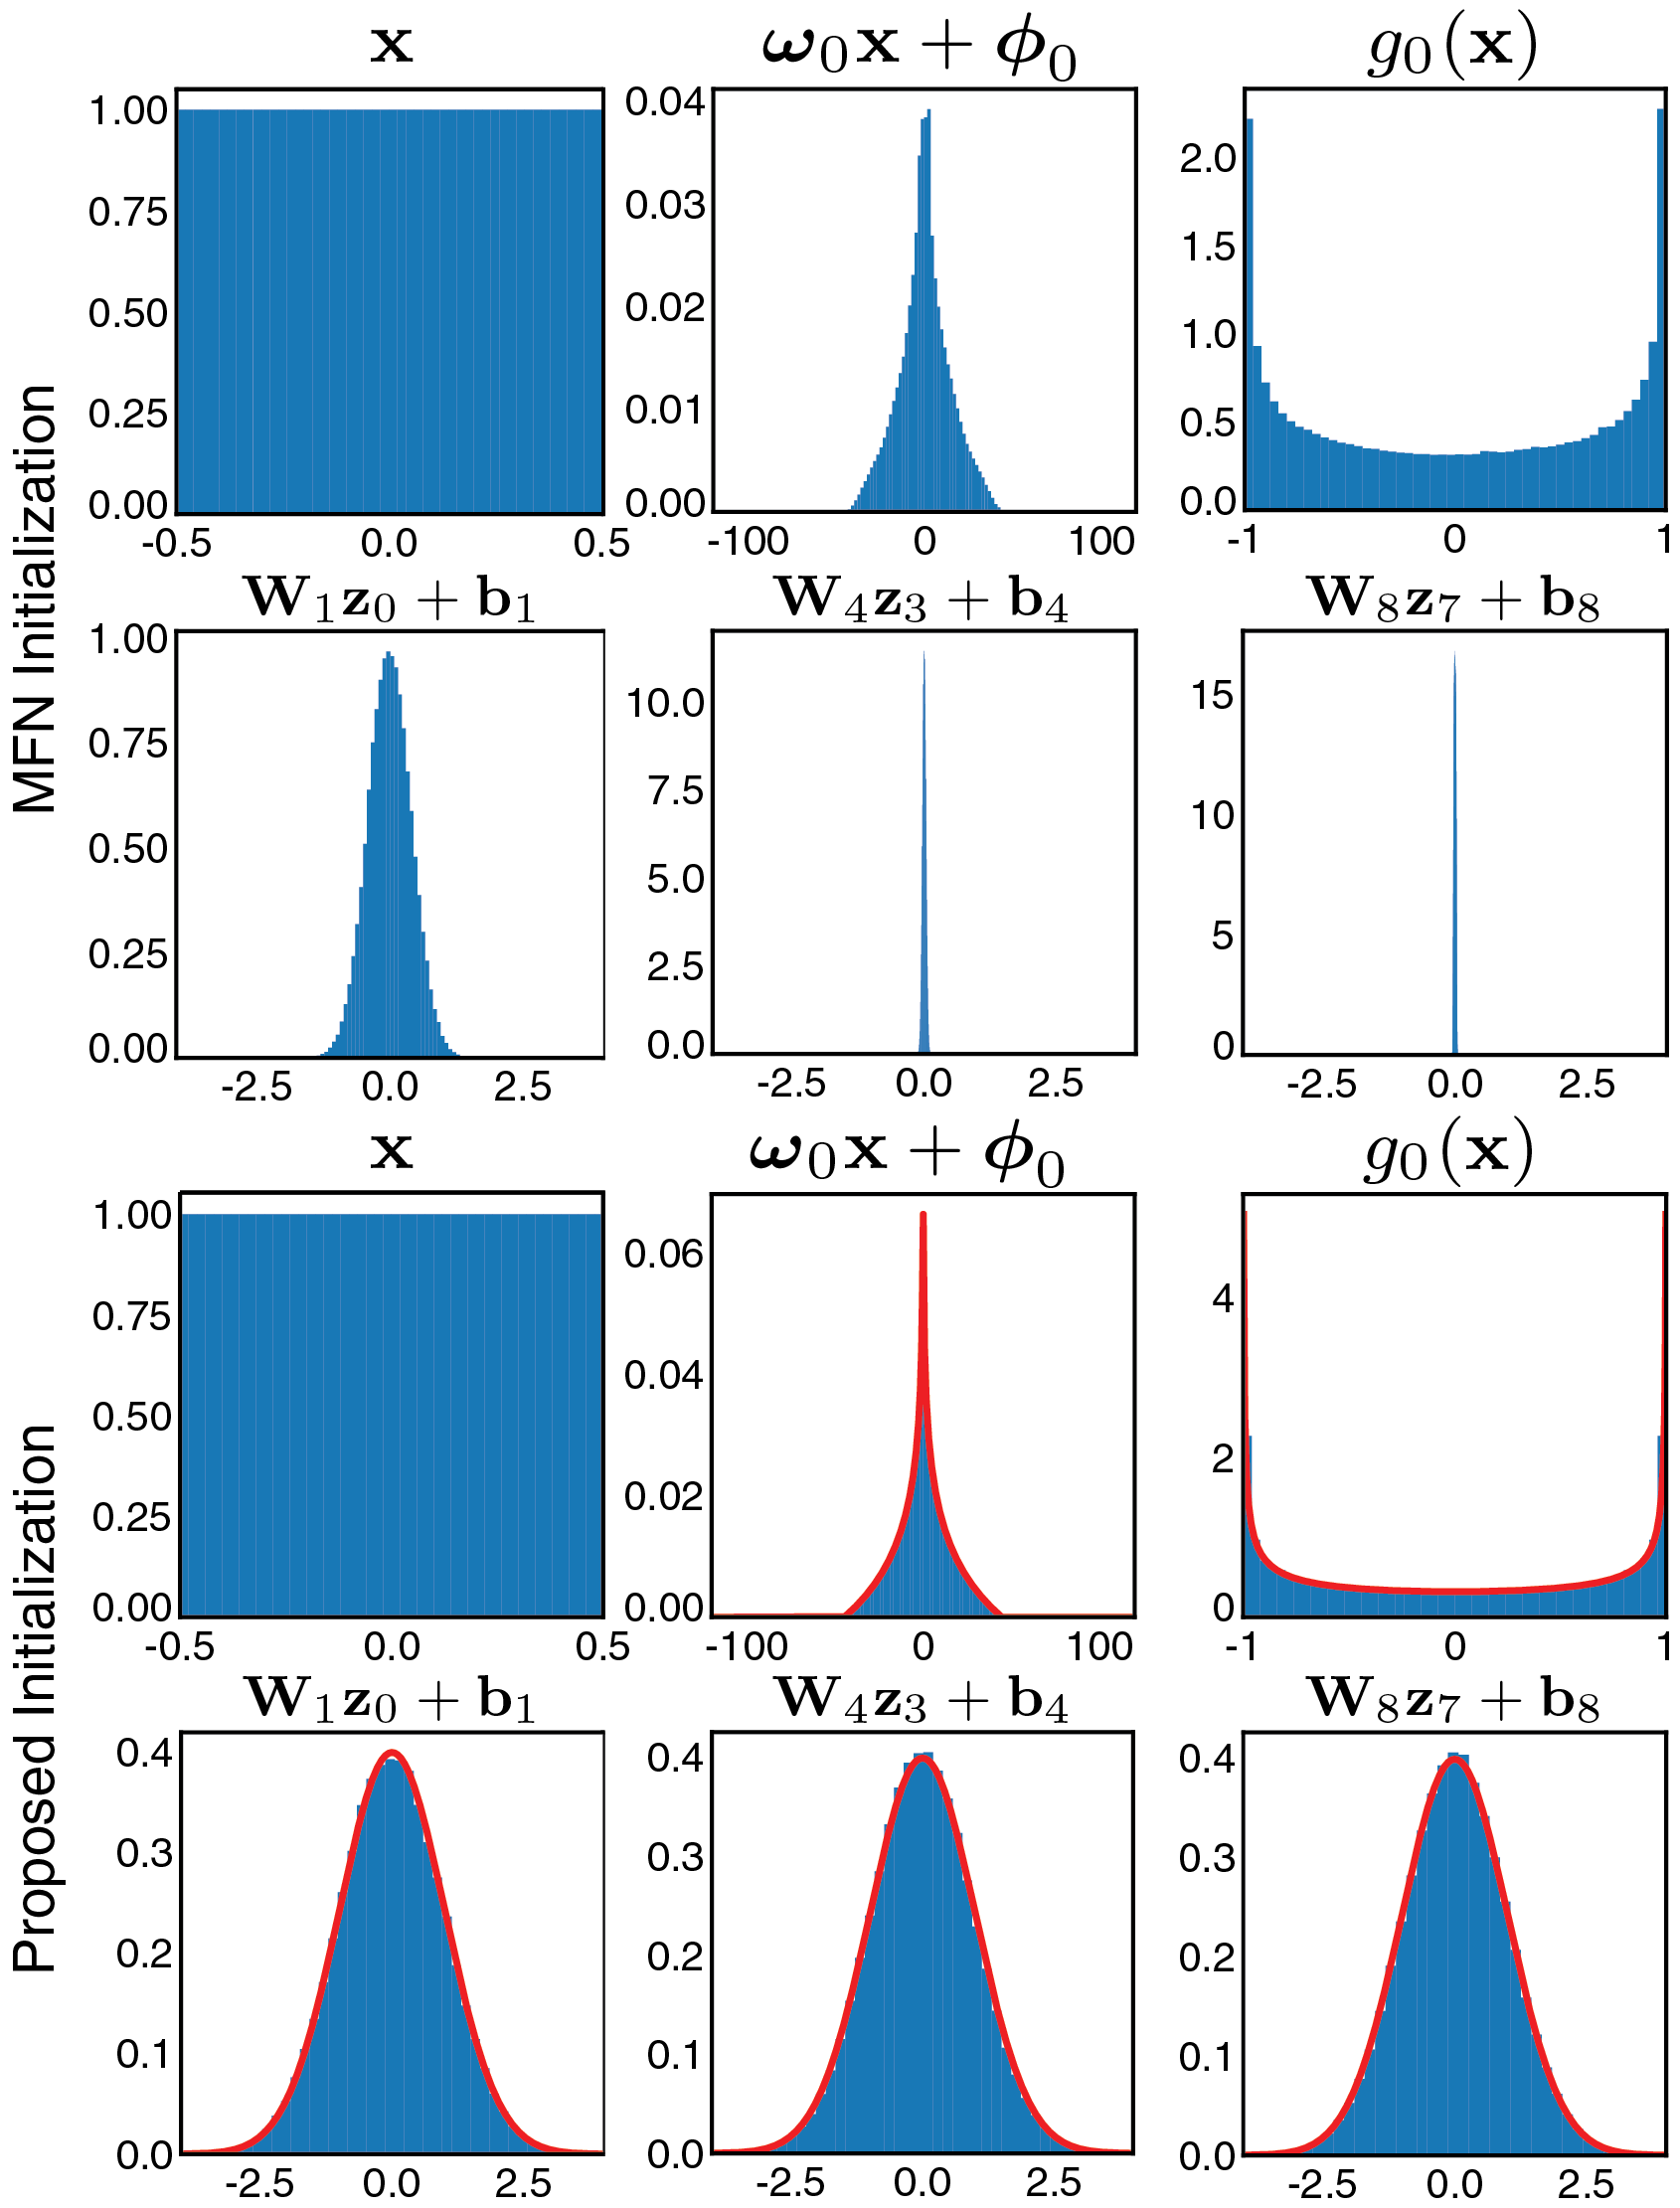 MFN Initialization
x
ω₀x + ϕ₀
g₀(x)
1.00
0.75
0.50
0.25
0.00
-0.5 0.0 0.5
0.04
0.03
0.02
0.01
0.00
-100 0 100
2.0
1.5
1.0
0.5
0.0
-1 0 1
W₁z₀ + b₁
W₄z₃ + b₄
W₈z₇ + b₈
1.00
0.75
0.50
0.25
0.00
-2.5 0.0 2.5
10.0
7.5
5.0
2.5
0.0
-2.5 0.0 2.5
15
10
5
0
-2.5 0.0 2.5
Proposed Initialization
x
ω₀x + ϕ₀
g₀(x)
1.00
0.75
0.50
0.25
0.00
-0.5 0.0 0.5
0.06
0.04
0.02
0.00
-100 0 100
4
2
0
-1 0 1
W₁z₀ + b₁
W₄z₃ + b₄
W₈z₇ + b₈
0.4
0.3
0.2
0.1
0.0
-2.5 0.0 2.5
0.4
0.3
0.2
0.1
0.0
-2.5 0.0 2.5
0.4
0.3
0.2
0.1
0.0
-2.5 0.0 2.5